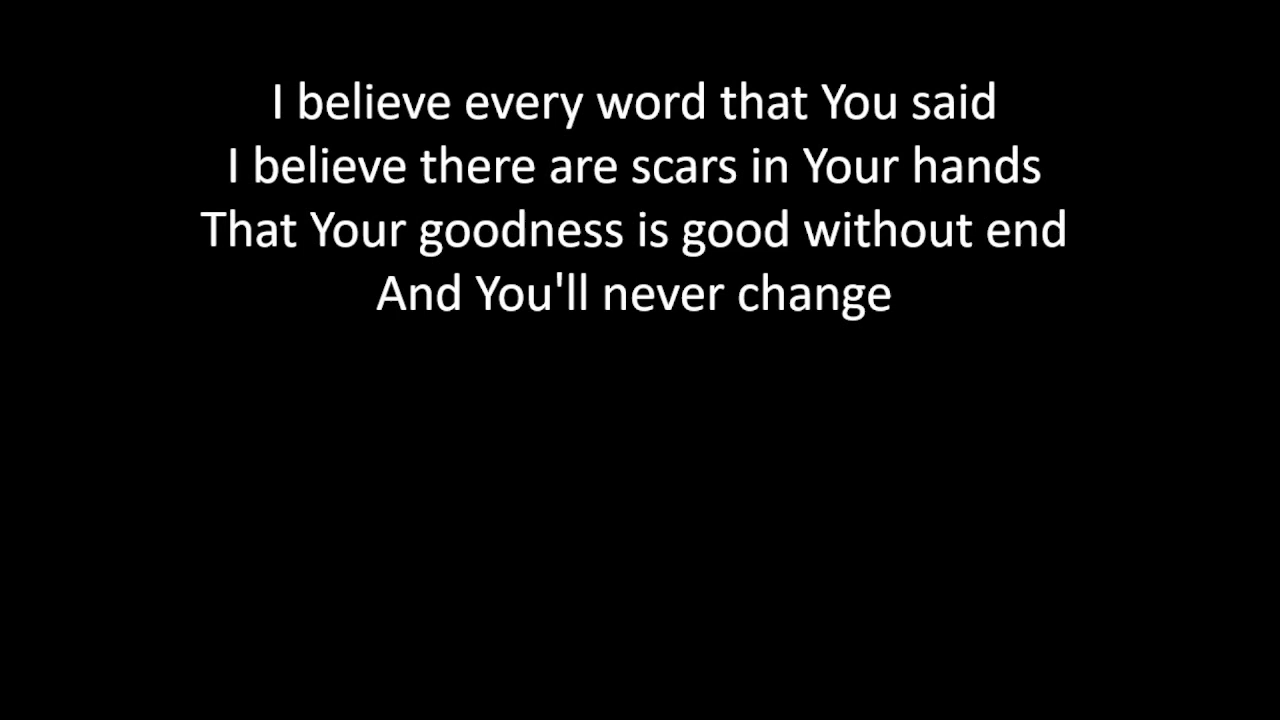 I believe every word that You said
I believe there are scars in Your hands
That Your goodness is good without end
And You'll never change